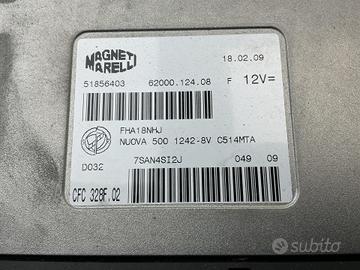 MAGNETI MARELLI
18.02.09
51856403 62000.124.08 F 12V=
FHA18NHJ
NUOVA 500 1242-8V C514MTA
D032 7SAN4SI2J 049 09
CFC 328F.02
subito